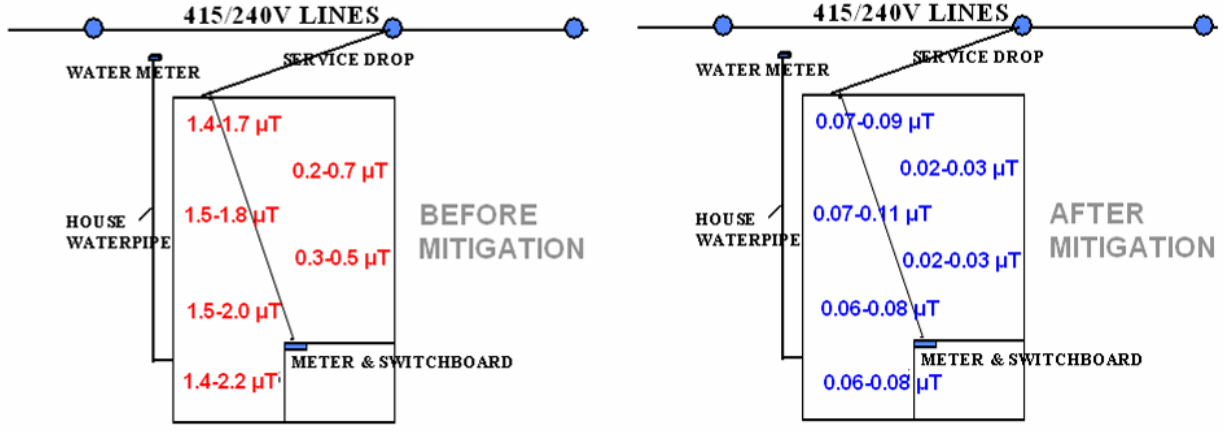 415/240V LINES
SERVICE DROP
WATER METER
1.4-1.7 µT
0.2-0.7 µT
1.5-1.8 µT
HOUSE
WATERPIPE
BEFORE
MITIGATION
0.3-0.5 µT
1.5-2.0 µT
METER & SWITCHBOARD
1.4-2.2 µT
415/240V LINES
SERVICE DROP
WATER METER
0.07-0.09 µT
0.02-0.03 µT
0.07-0.11 µT
HOUSE
WATERPIPE
AFTER
MITIGATION
0.02-0.03 µT
0.06-0.08 µT
METER & SWITCHBOARD
0.06-0.08 µT